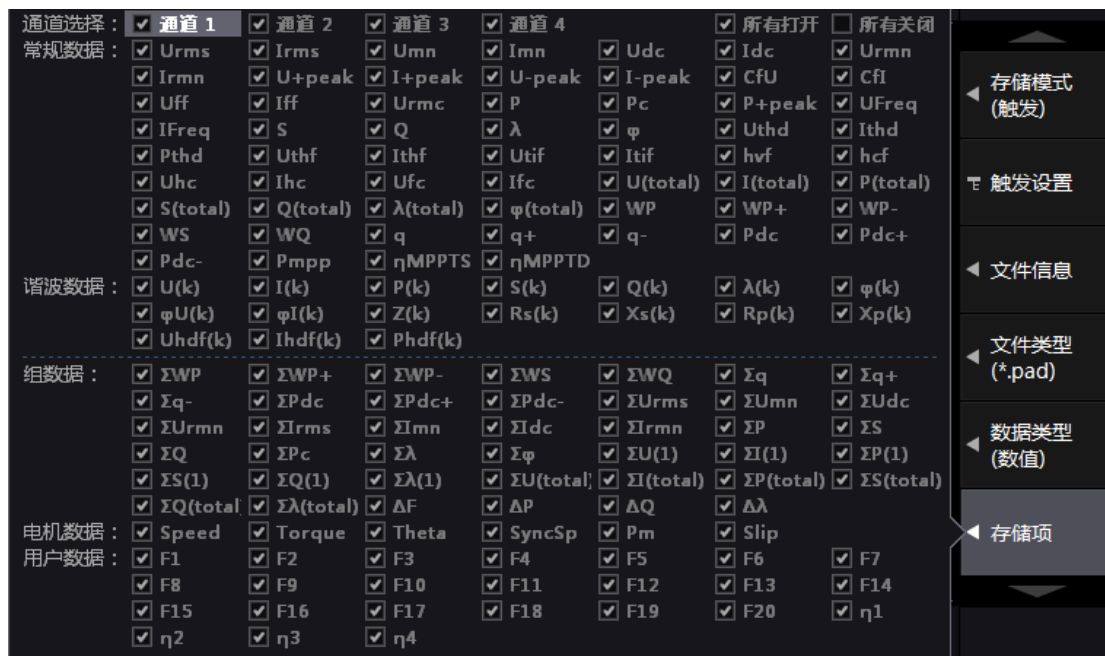 通道选择： 通道 1 通道 2 通道 3 通道 4 所有打开 所有关闭
常规数据： Urms Irms Umn Imn Udc Idc Urmn
Irmn U+peak I+peak U-peak I-peak CfU CfI
Uff Iff Urmc P Pc P+peak UFreq
IFreq S Q λ φ Uthd Ithd
Pthd Uthf Ithf Utif Itif hvf hcf
Uhc Ihc Ufc Ifc U(total) I(total) P(total)
S(total) Q(total) λ(total) φ(total) WP WP+ WP-
WS WQ q q+ q- Pdc Pdc+
Pdc- Pmpp ηMPPTS ηMPPTD
谐波数据： U(k) I(k) P(k) S(k) Q(k) λ(k) φ(k)
φU(k) φI(k) Z(k) Rs(k) Xs(k) Rp(k) Xp(k)
Uhdf(k) Ihdf(k) Phdf(k)
组数据： ΣWP ΣWP+ ΣWP- ΣWS ΣWQ Σq Σq+
Σq- ΣPdc ΣPdc+ ΣPdc- ΣUrms ΣUmn ΣUdc
ΣUrmn ΣIrms ΣImn ΣIdc ΣIrmn ΣP ΣS
ΣQ ΣPc Σλ Σφ ΣU(1) ΣI(1) ΣP(1)
ΣS(1) ΣQ(1) Σλ(1) ΣU(total) ΣI(total) ΣP(total) ΣS(total)
ΣQ(total Σλ(total) ΔF ΔP ΔQ Δλ
电机数据： Speed Torque Theta SyncSp Pm Slip
用户数据： F1 F2 F3 F4 F5 F6 F7
F8 F9 F10 F11 F12 F13 F14
F15 F16 F17 F18 F19 F20 η1
η2 η3 η4
存储模式
(触发)
触发设置
文件信息
文件类型
(*.pad)
数据类型
(数值)
存储项